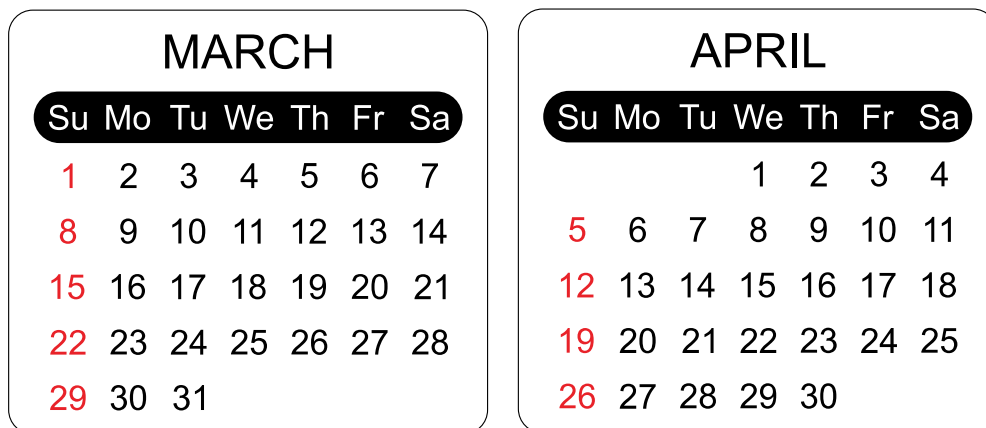 MARCH
Su Mo Tu We Th Fr Sa
1 2 3 4 5 6 7
8 9 10 11 12 13 14
15 16 17 18 19 20 21
22 23 24 25 26 27 28
29 30 31
APRIL
Su Mo Tu We Th Fr Sa
1 2 3 4
5 6 7 8 9 10 11
12 13 14 15 16 17 18
19 20 21 22 23 24 25
26 27 28 29 30